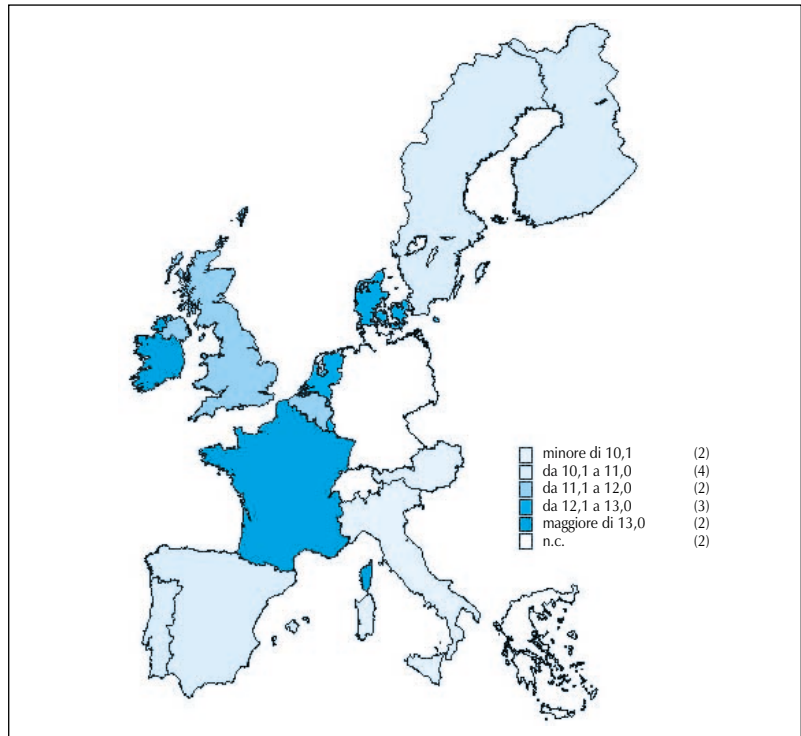 minore di 10,1 (2)
da 10,1 a 11,0 (4)
da 11,1 a 12,0 (2)
da 12,1 a 13,0 (3)
maggiore di 13,0 (2)
n.c. (2)